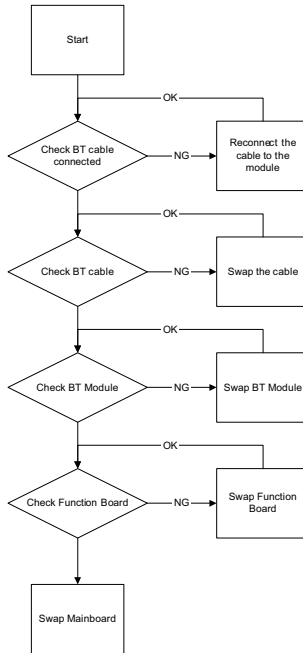 Start
OK
Check BT cable
connected
NG
Reconnect the
cable to the
module
OK
Check BT cable
NG
Swap the cable
OK
Check BT Module
NG
Swap BT Module
OK
Check Function Board
NG
Swap Function
Board
Swap Mainboard